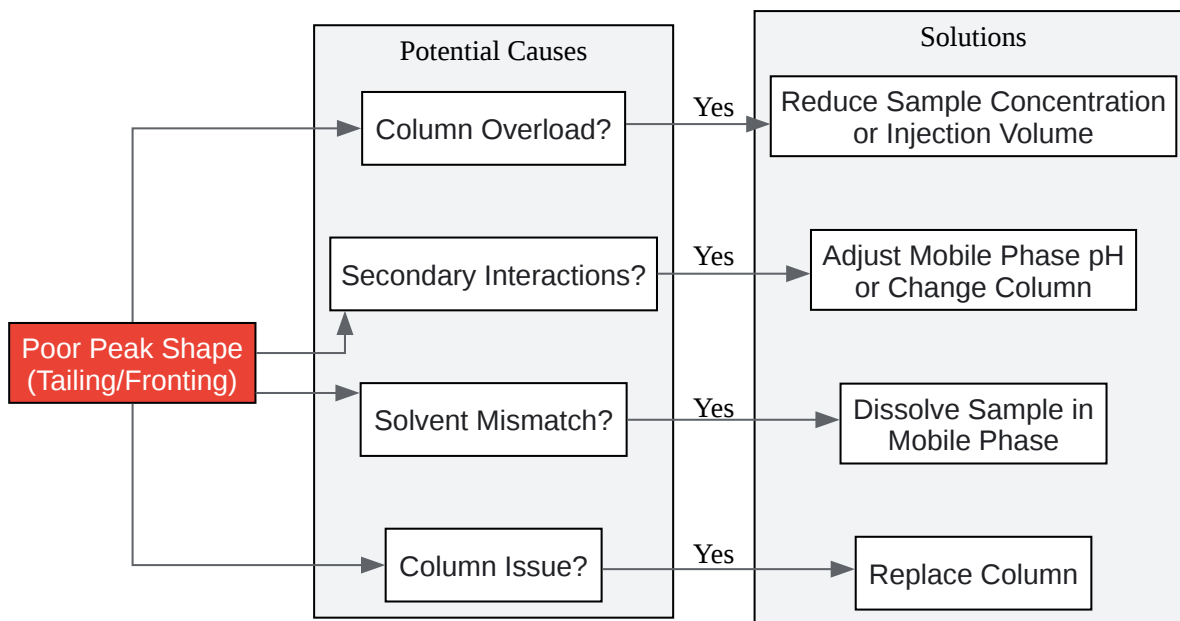 Potential Causes
Solutions
Column Overload?
Yes
Reduce Sample Concentration
or Injection Volume
Secondary Interactions?
Yes
Adjust Mobile Phase pH
or Change Column
Poor Peak Shape
(Tailing/Fronting)
Solvent Mismatch?
Yes
Dissolve Sample in
Mobile Phase
Column Issue?
Yes
Replace Column